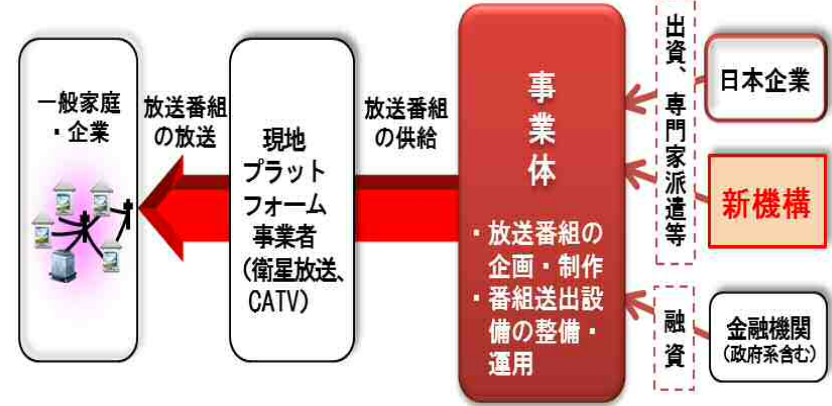 一般家庭
・企業
放送番組
の放送
現地
プラット
フォーム
事業者
（衛星放送、
CATV）
放送番組
の供給
事業体
・放送番組の
企画・制作
・番組送出設
備の整備・
運用
出資、専門家派遣等
融資
日本企業
新機構
金融機関
（政府系含む）